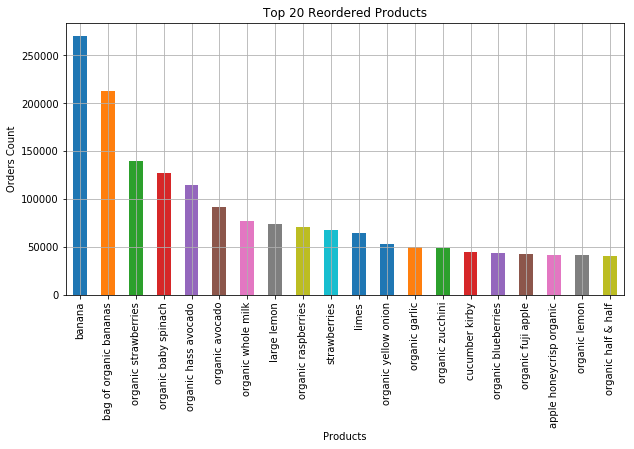 Top 20 Reordered Products
Orders Count
250000
200000
150000
100000
50000
0
banana
bag of organic bananas
organic strawberries
organic baby spinach
organic hass avocado
organic avocado
organic whole milk
large lemon
organic raspberries
strawberries
limes
organic yellow onion
organic garlic
organic zucchini
cucumber kirby
organic blueberries
organic fuji apple
apple honeycrisp organic
organic lemon
organic half & half
Products